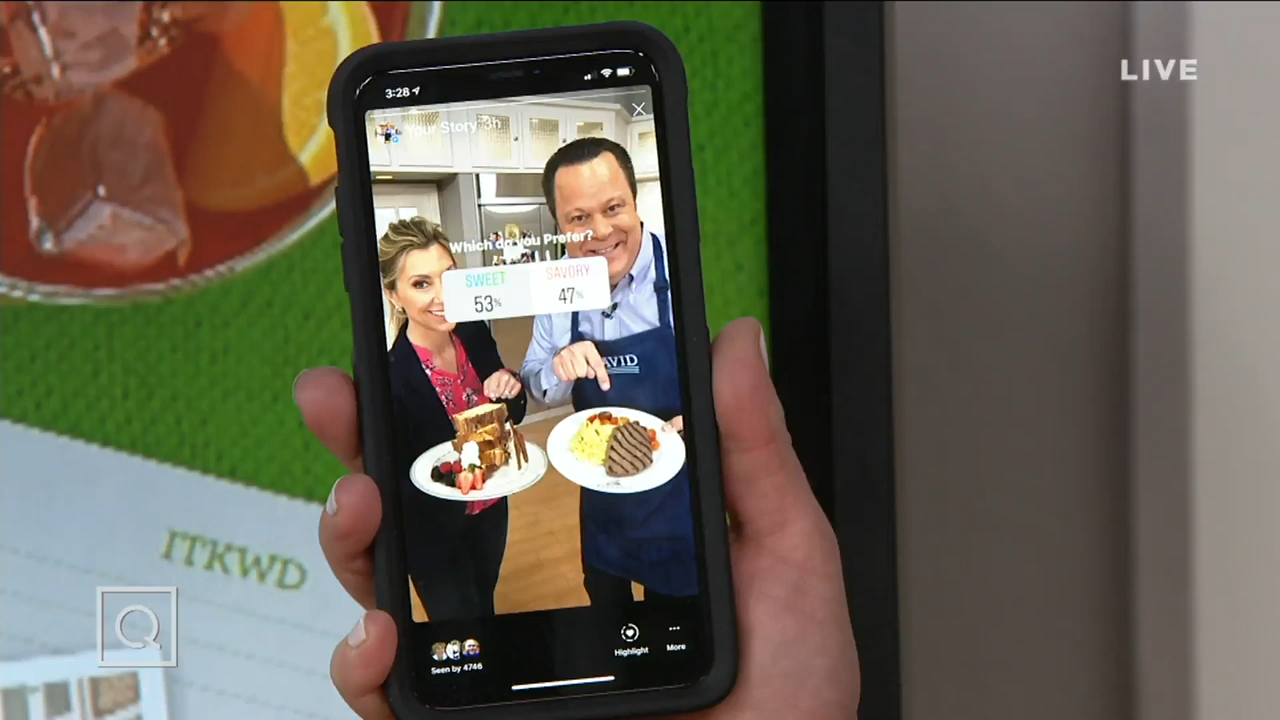 LIVE
3:28
Your Story 3h
Which do you Prefer?
SWEET SAVORY
53% 47%
VID
ITKWD
Q
Seen by 4746
Highlight
More